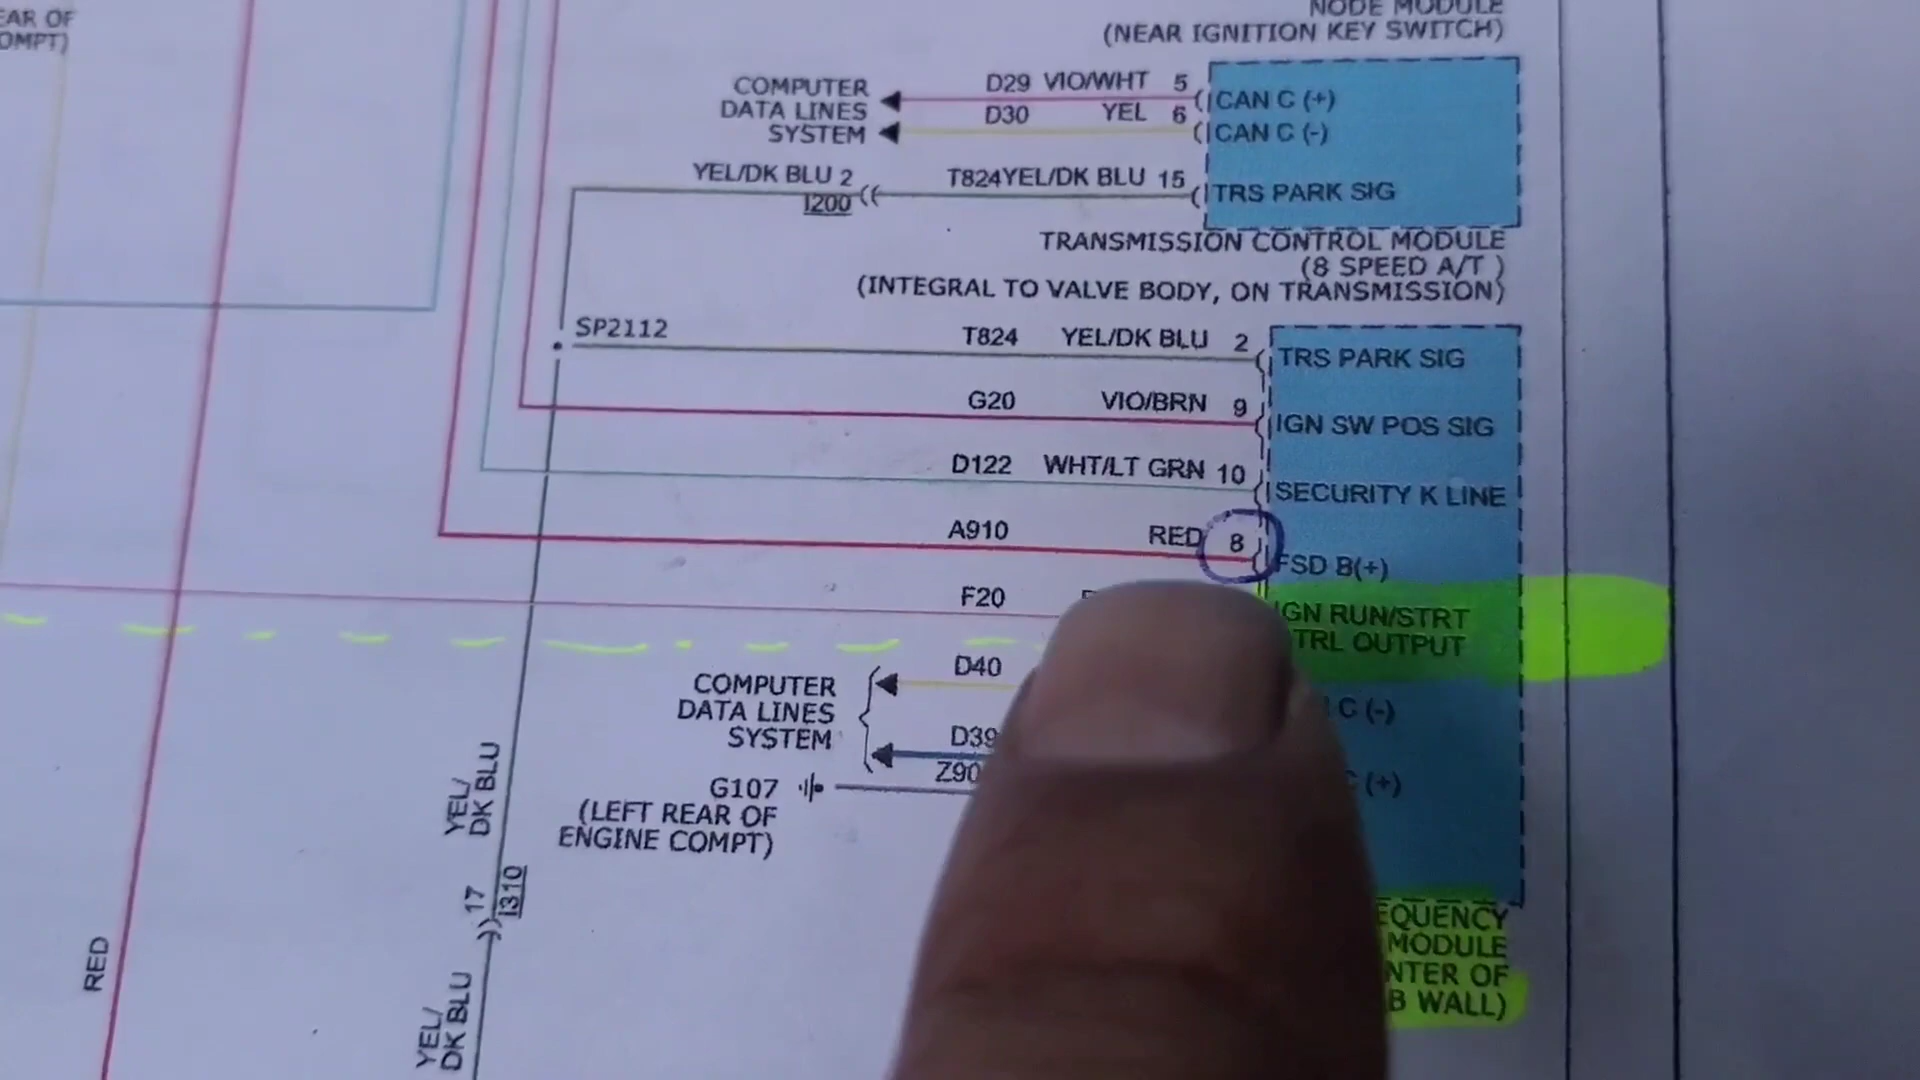 EAR OF
OMPT)
NODE MODULE
(NEAR IGNITION KEY SWITCH)
COMPUTER
DATA LINES
SYSTEM
D29 VIO/WHT 5
D30 YEL 6
CAN C (+)
CAN C (-)
YEL/DK BLU 2
I200
T824YEL/DK BLU 15
TRS PARK SIG
TRANSMISSION CONTROL MODULE
(8 SPEED A/T )
(INTEGRAL TO VALVE BODY, ON TRANSMISSION)
SP2112
T824 YEL/DK BLU 2
TRS PARK SIG
G20 VIO/BRN 9
IGN SW POS SIG
D122 WHT/LT GRN 10
SECURITY K LINE
A910 RED 8
FSD B(+)
F20
IGN RUN/STRT
TRL OUTPUT
COMPUTER
DATA LINES
SYSTEM
D40
C (-)
D39
C (+)
Z90
G107
(LEFT REAR OF
ENGINE COMPT)
YEL/
DK BLU
17
I310
YEL/
DK BLU
RED
EQUENCY
MODULE
NTER OF
B WALL)